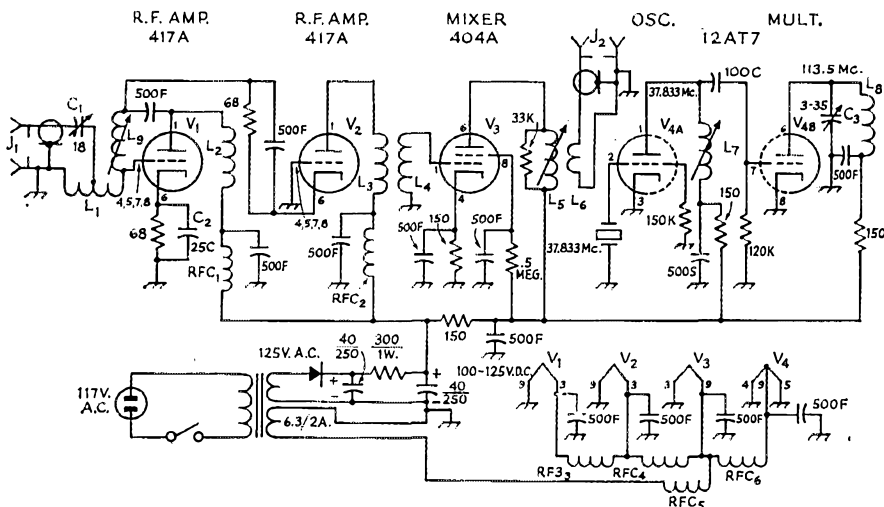 R.F. AMP.
417A
R.F. AMP.
417A
MIXER
404A
J2
OSC.
MULT.
12AT7
C1
18
J1
L1
L9
500F
V1
1
4,5,7,8
6
68
C2
25C
L2
RFC1
500F
68
500F
V2
1
4,5,7,8
6
L3
500F
RFC2
L4
V3
6
1
8
4
500F
150
500F
.5
MEG.
33K
L5
L6
37.833 Mc.
100C
1
V4A
2
3
37.833 Mc.
150K
L7
500S
150
120K
113.5 Mc.
6
V4B
7
8
3-35
C3
L8
500F
150
150
500F
117V.
A.C.
125V. A.C.
+
-
40
250
300
1W.
+
100-125V.D.C.
40
250
-
6.3/2A.
V1
9
3
500F
V2
9
3
500F
V3
3
9
500F
V4
4
9
5
500F
RF33
RFC4
RFC5
RFC6